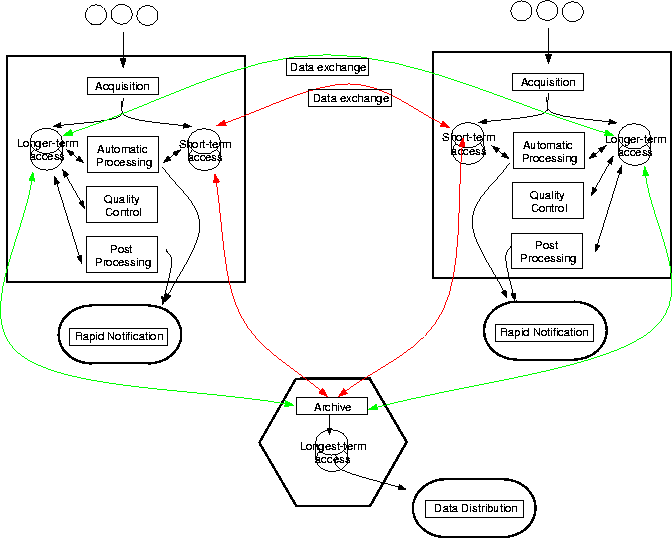 Data exchange
Data exchange
Acquisition
Longer-term
access
Short-term
access
Automatic
Processing
Quality
Control
Post
Processing
Rapid Notification
Acquisition
Short-term
access
Longer-term
access
Automatic
Processing
Quality
Control
Post
Processing
Rapid Notification
Archive
Longest-term
access
Data Distribution